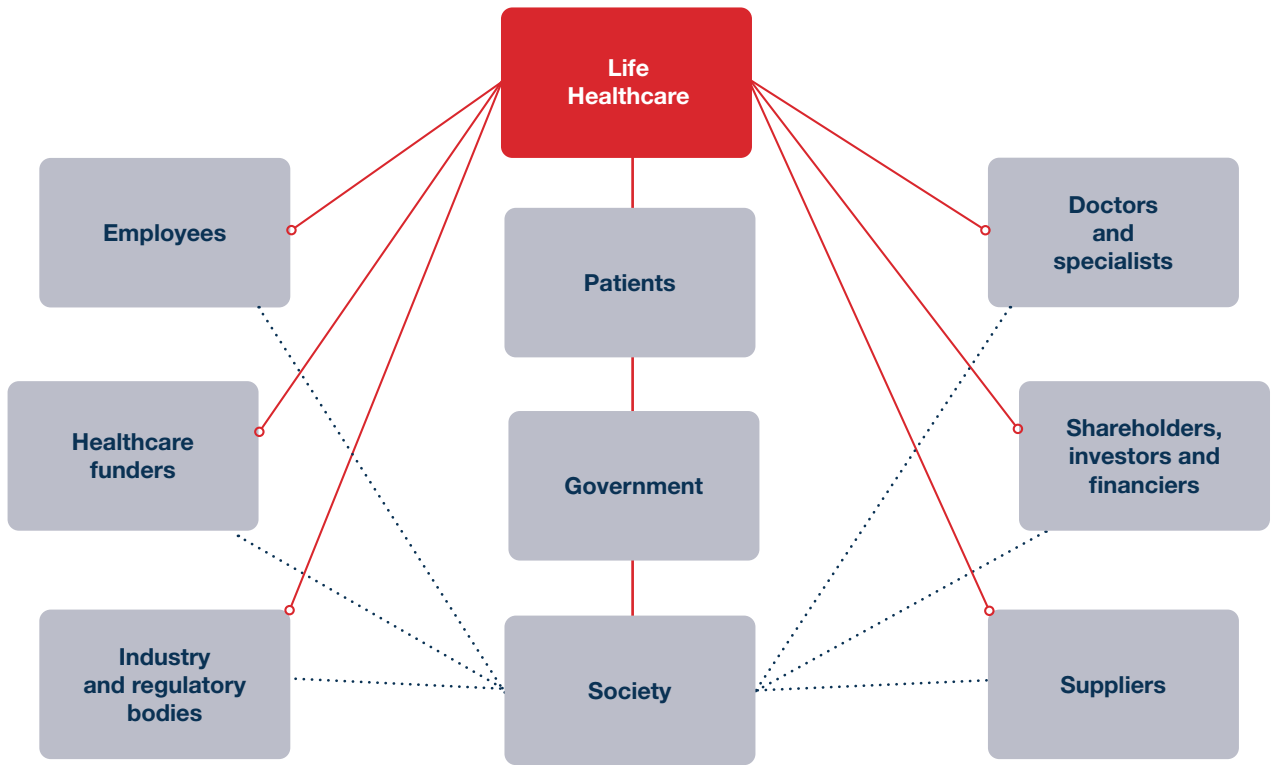 Life
Healthcare
Employees
Doctors
and
specialists
Patients
Healthcare
funders
Government
Shareholders,
investors and
financiers
Industry
and regulatory
bodies
Society
Suppliers